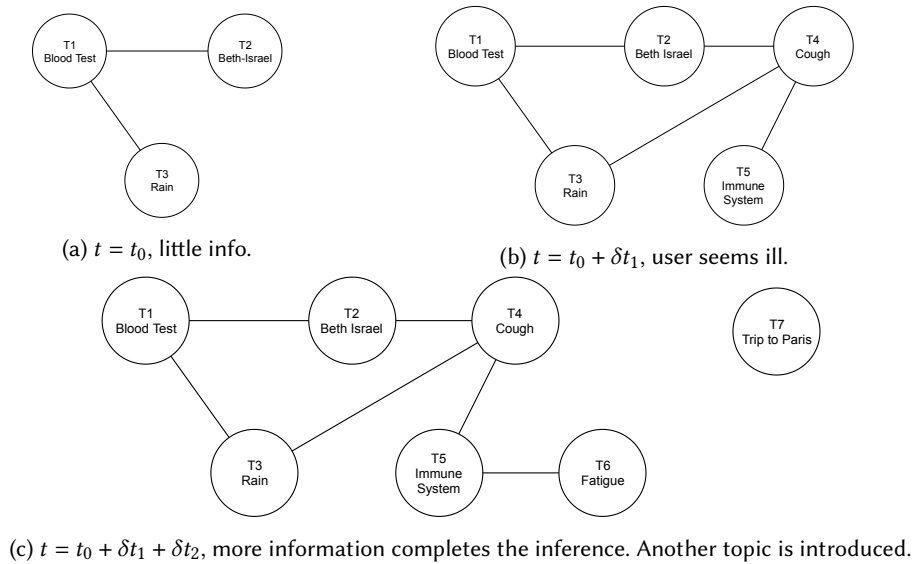 T1
Blood Test
T2
Beth-Israel
T3
Rain
(a) t = t₀, little info.
T1
Blood Test
T2
Beth Israel
T4
Cough
T3
Rain
T5
Immune
System
(b) t = t₀ + δt₁, user seems ill.
T1
Blood Test
T2
Beth Israel
T4
Cough
T7
Trip to Paris
T3
Rain
T5
Immune
System
T6
Fatigue
(c) t = t₀ + δt₁ + δt₂, more information completes the inference. Another topic is introduced.